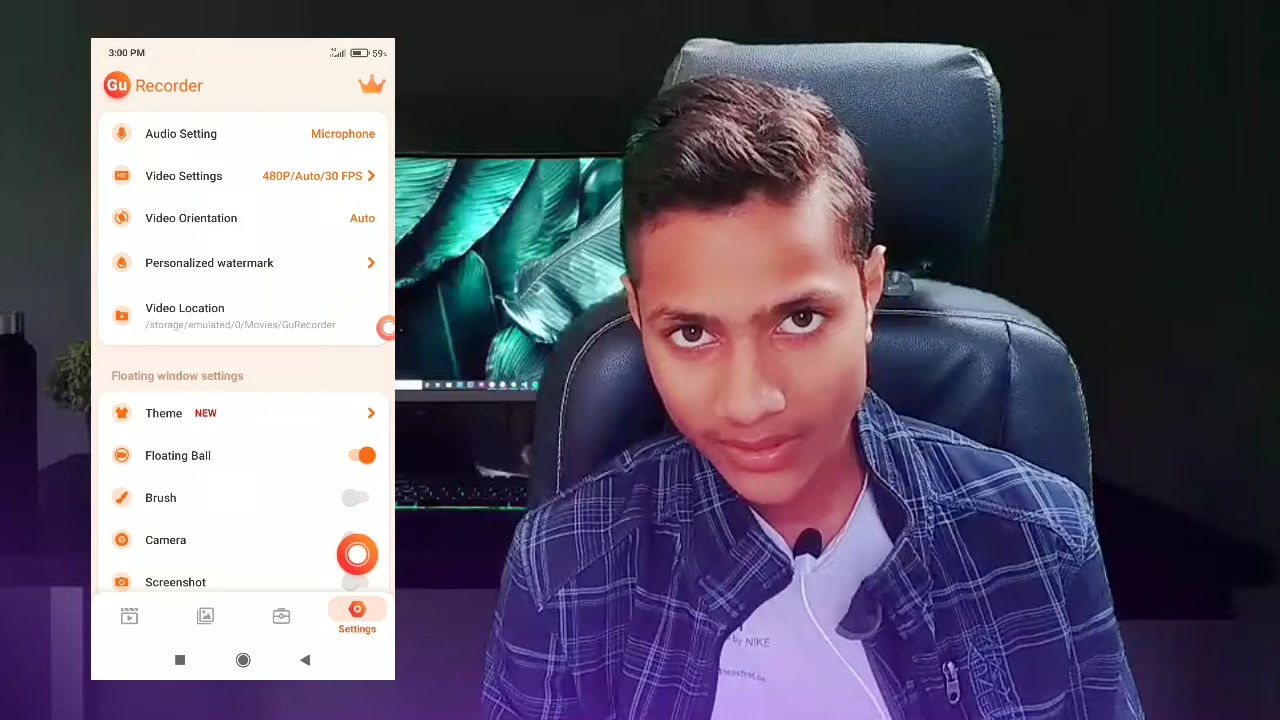 3:00 PM
59%
Gu Recorder
Audio Setting Microphone
HD Video Settings 480P/Auto/30 FPS
Video Orientation Auto
Personalized watermark
Video Location
/storage/emulated/0/Movies/GuRecorder
Floating window settings
Theme NEW
Floating Ball
Brush
Camera
Screenshot
Settings
by NIKE